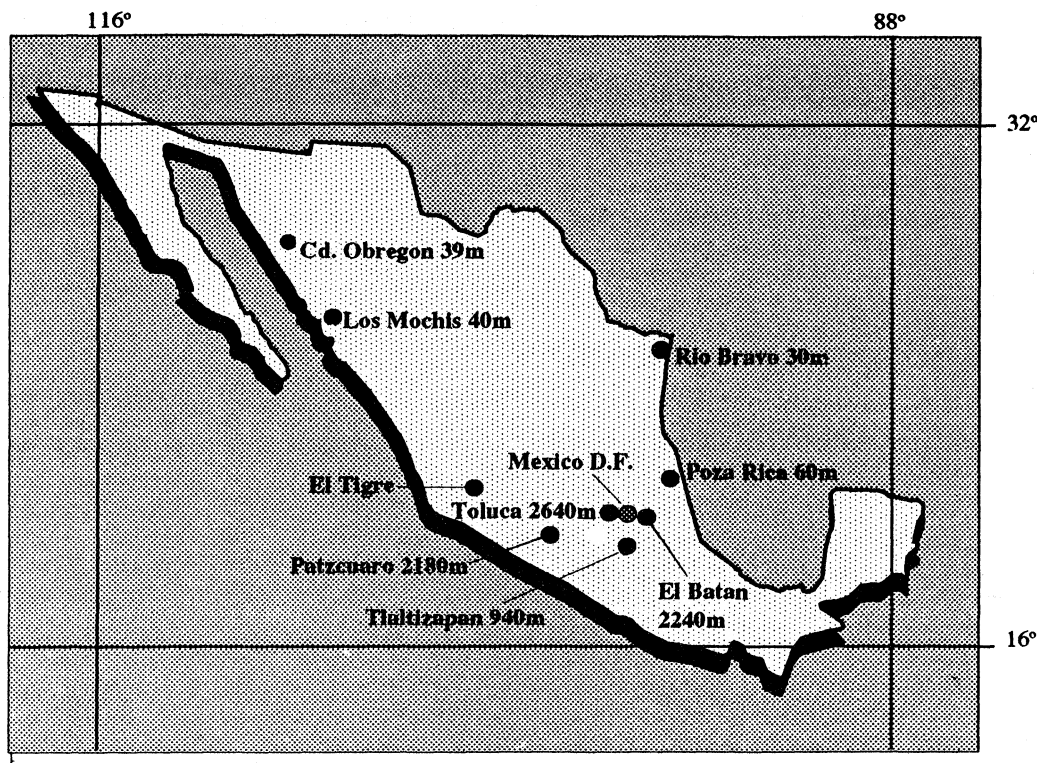 116°
88°
32°
Cd. Obregon 39m
Los Mochis 40m
Rio Bravo 30m
Mexico D.F.
Poza Rica 60m
El Tigre
Toluca 2640m
Patzcuaro 2180m
El Batan
2240m
Tlaltizapan 940m
16°